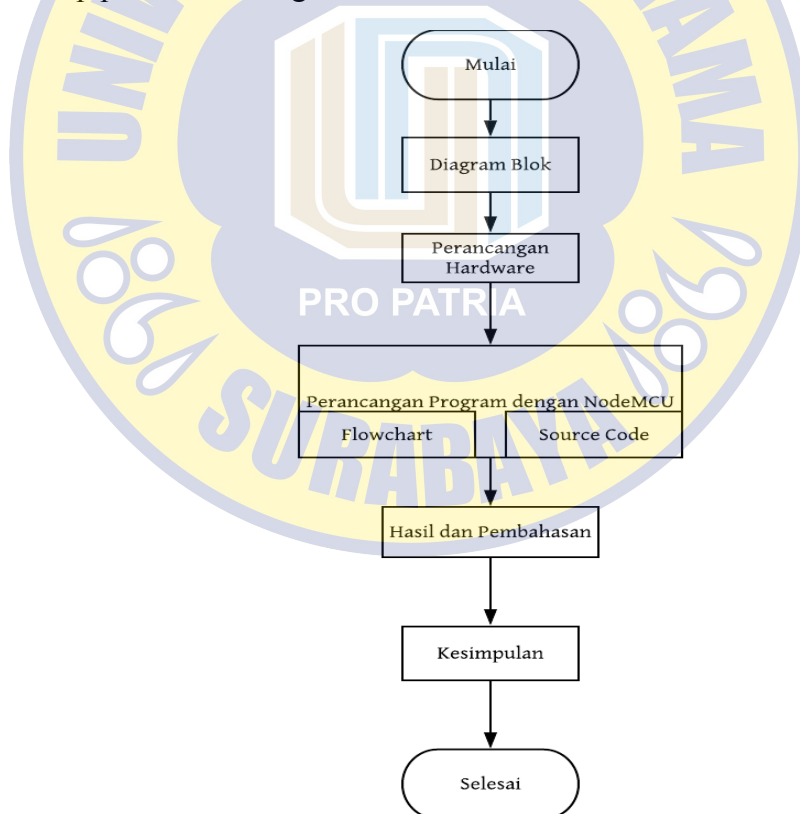 Mulai
Diagram Blok
Perancangan
Hardware
PRO PATRIA
Perancangan Program dengan NodeMCU
Flowchart
Source Code
SURABAYA
Hasil dan Pembahasan
Kesimpulan
Selesai